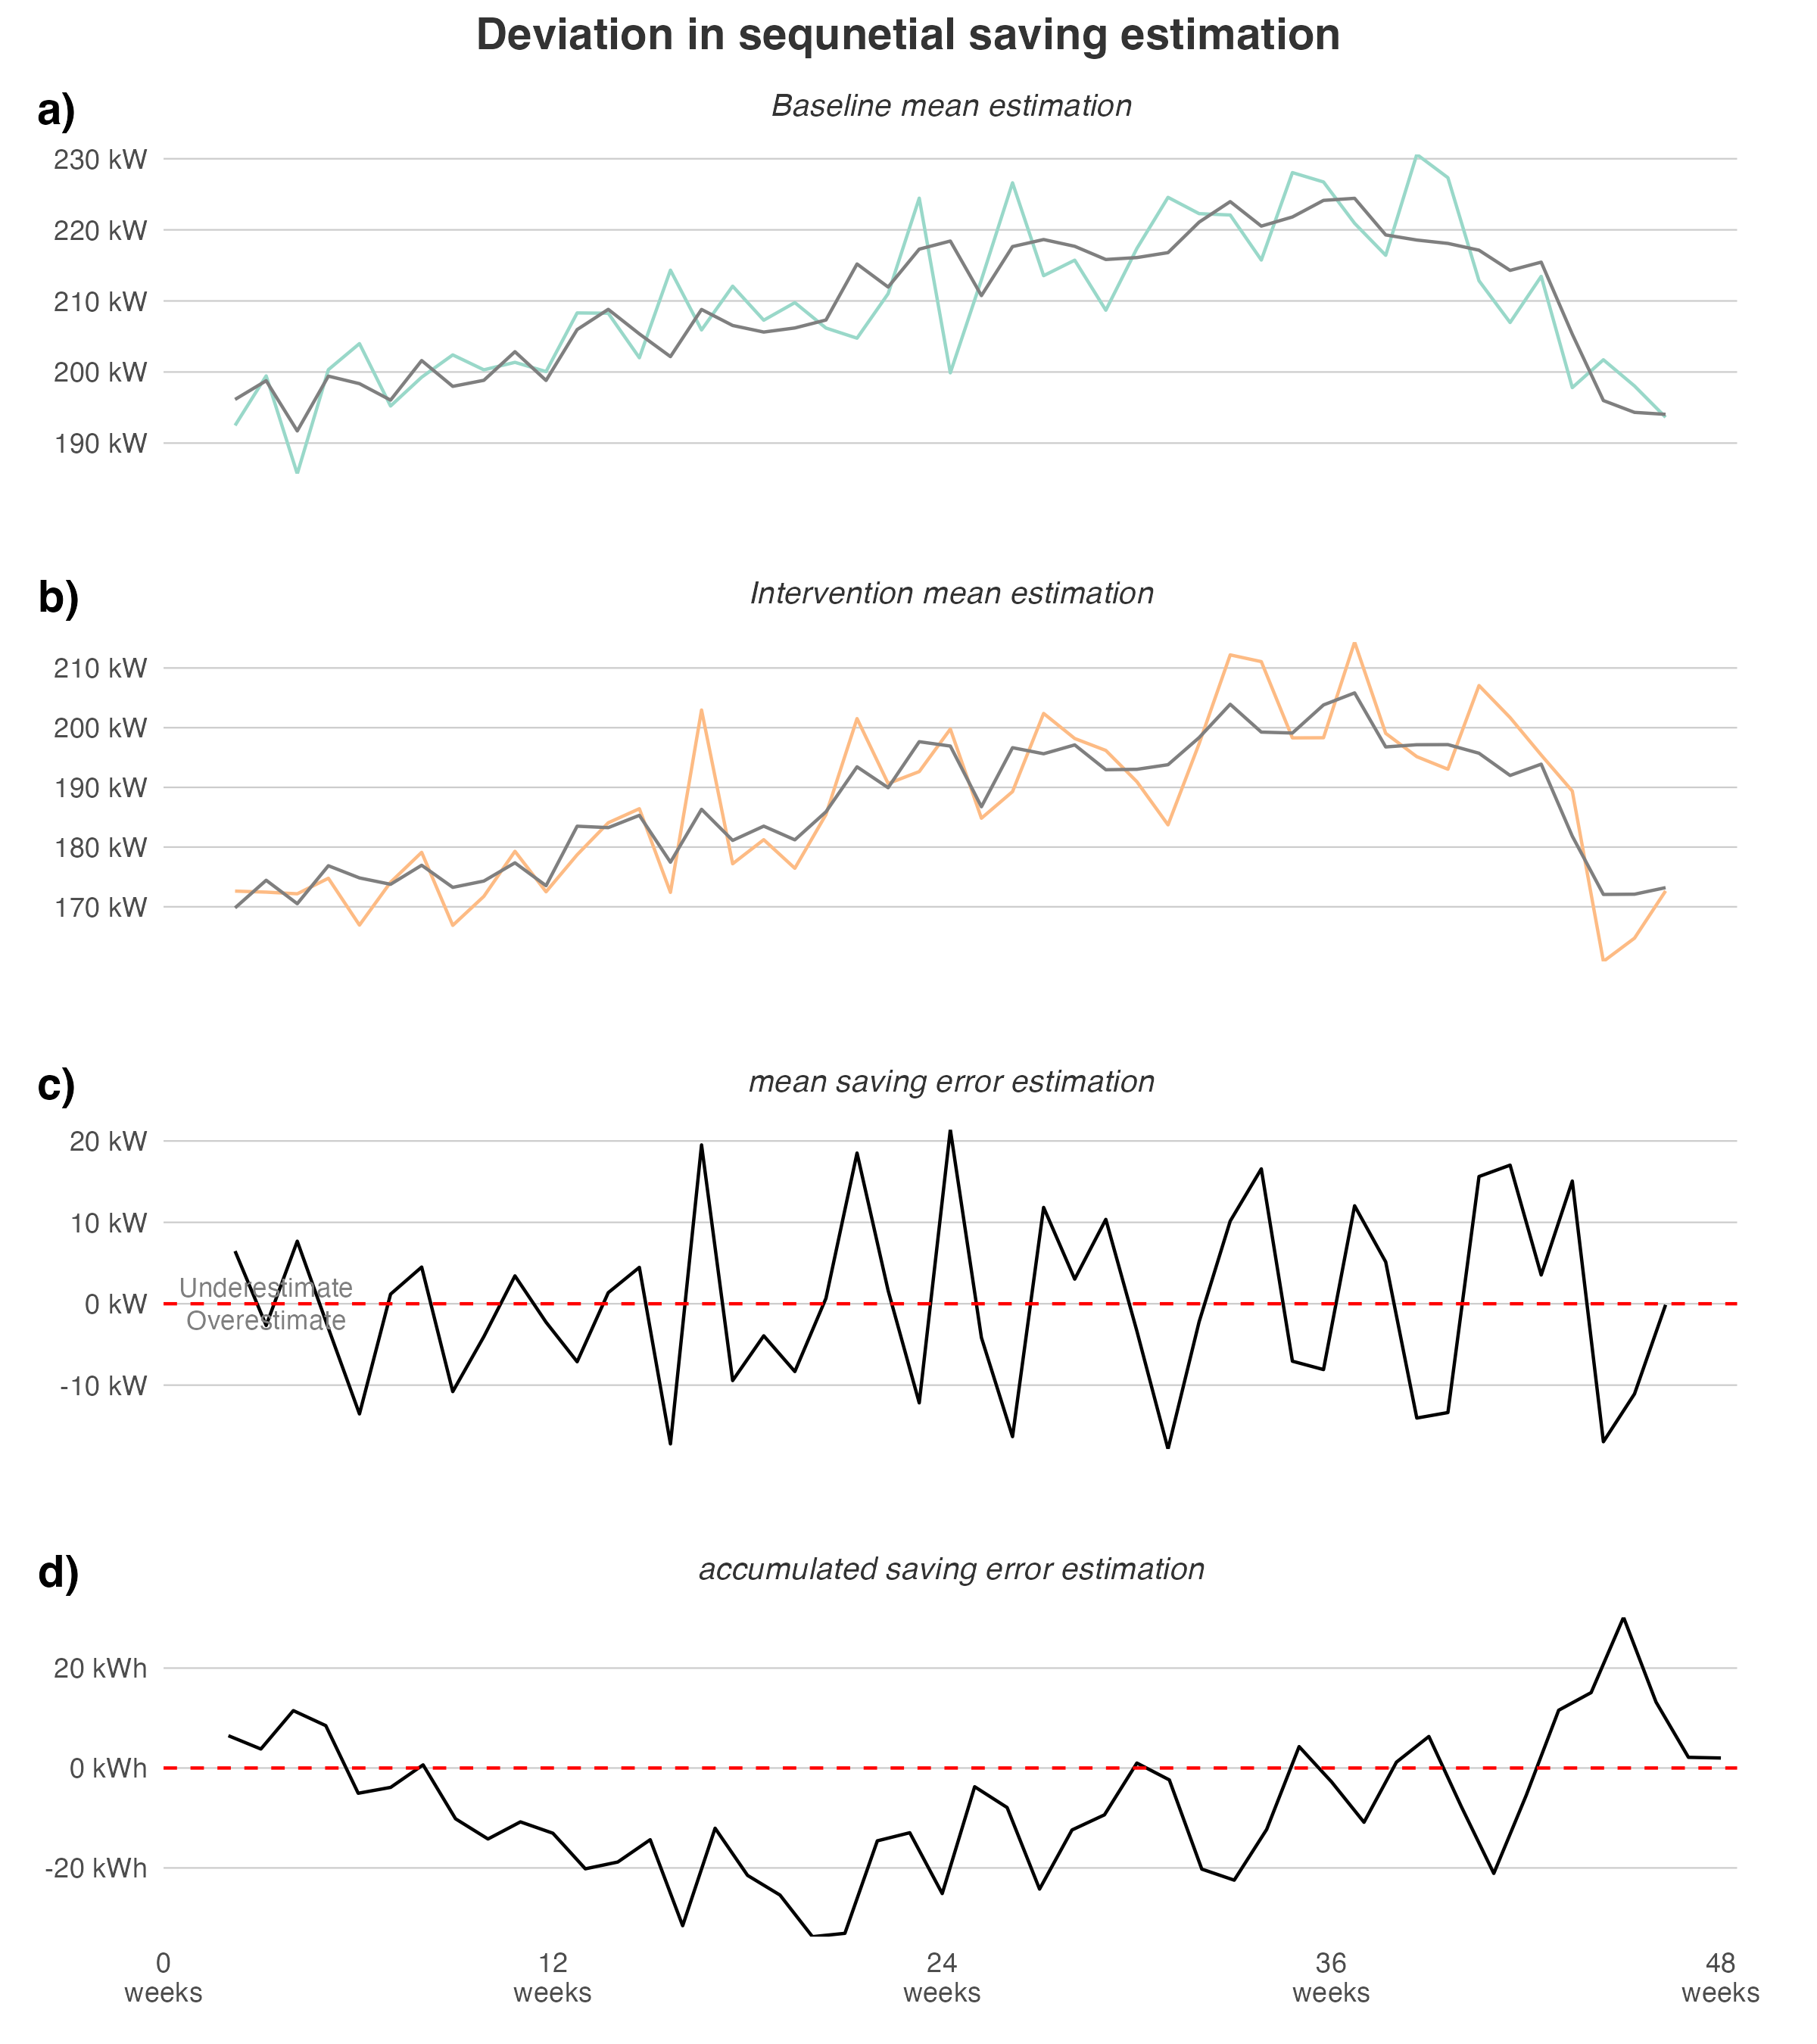 Deviation in sequnetial saving estimation
a)
Baseline mean estimation
230 kW
220 kW
210 kW
200 kW
190 kW
b)
Intervention mean estimation
210 kW
200 kW
190 kW
180 kW
170 kW
c)
mean saving error estimation
20 kW
10 kW
Underestimate
0 kW
Overestimate
-10 kW
d)
accumulated saving error estimation
20 kWh
0 kWh
-20 kWh
0 12 24 36 48
weeks weeks weeks weeks weeks